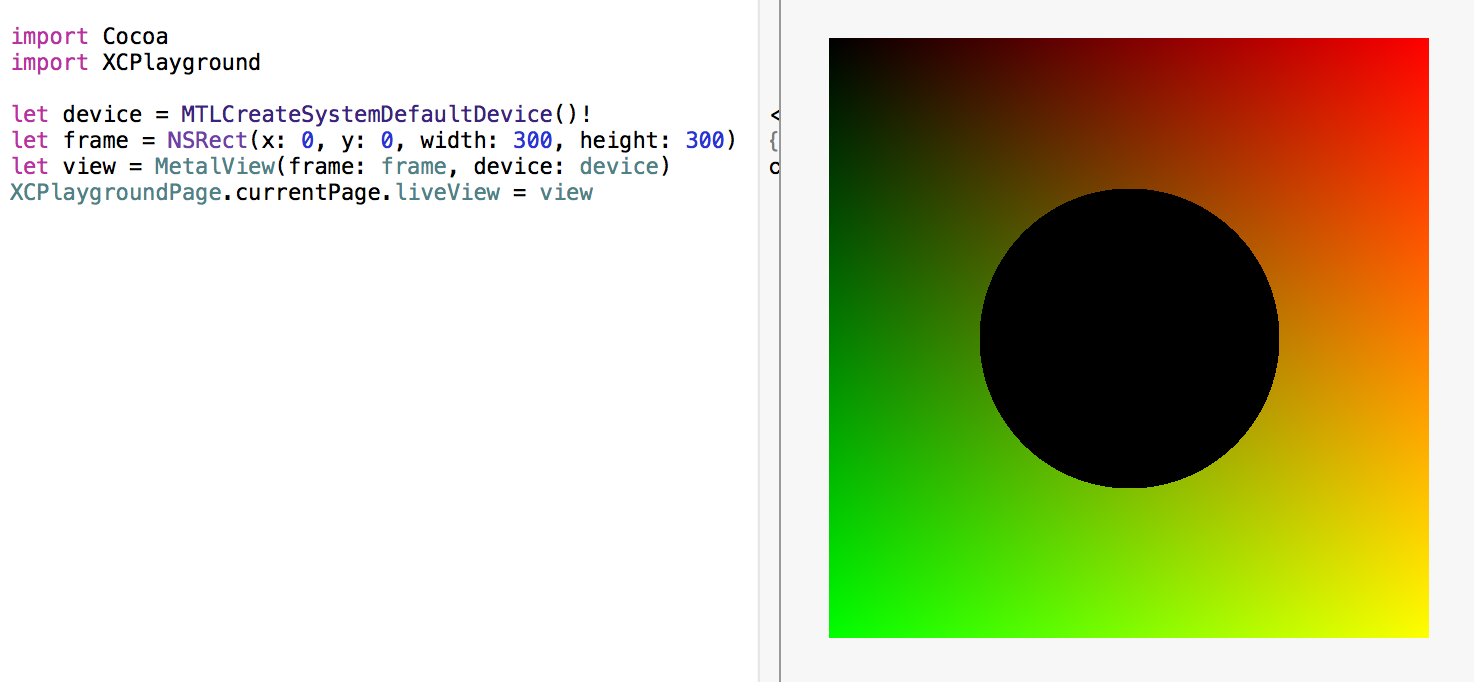 import Cocoa
import XCPlayground
let device = MTLCreateSystemDefaultDevice()!
let frame = NSRect(x: 0, y: 0, width: 300, height: 300)
let view = MetalView(frame: frame, device: device)
XCPlaygroundPage.currentPage.liveView = view